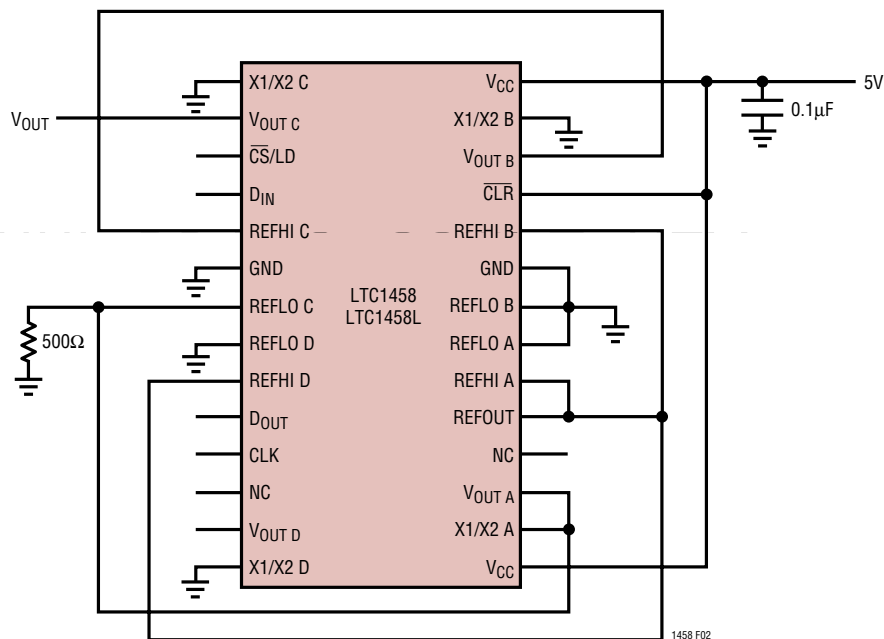 X1/X2 C
VOUT C
CS/LD
DIN
REFHI C
GND
REFLO C
REFLO D
REFHI D
DOUT
CLK
NC
VOUT D
X1/X2 D
VOUT
500Ω
LTC1458
LTC1458L
VCC
X1/X2 B
VOUT B
CLR
REFHI B
GND
REFLO B
REFLO A
REFHI A
REFOUT
NC
VOUT A
X1/X2 A
VCC
5V
0.1µF
1458 F02